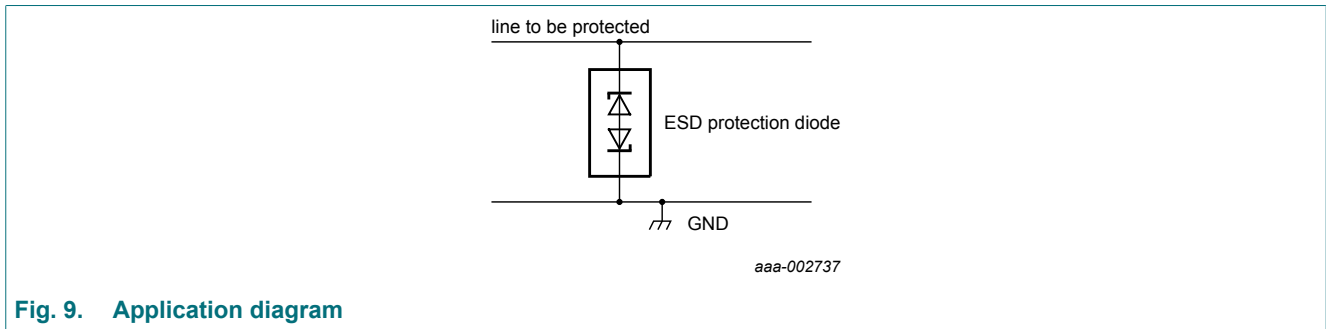 line to be protected
ESD protection diode
GND
aaa-002737
Fig. 9. Application diagram